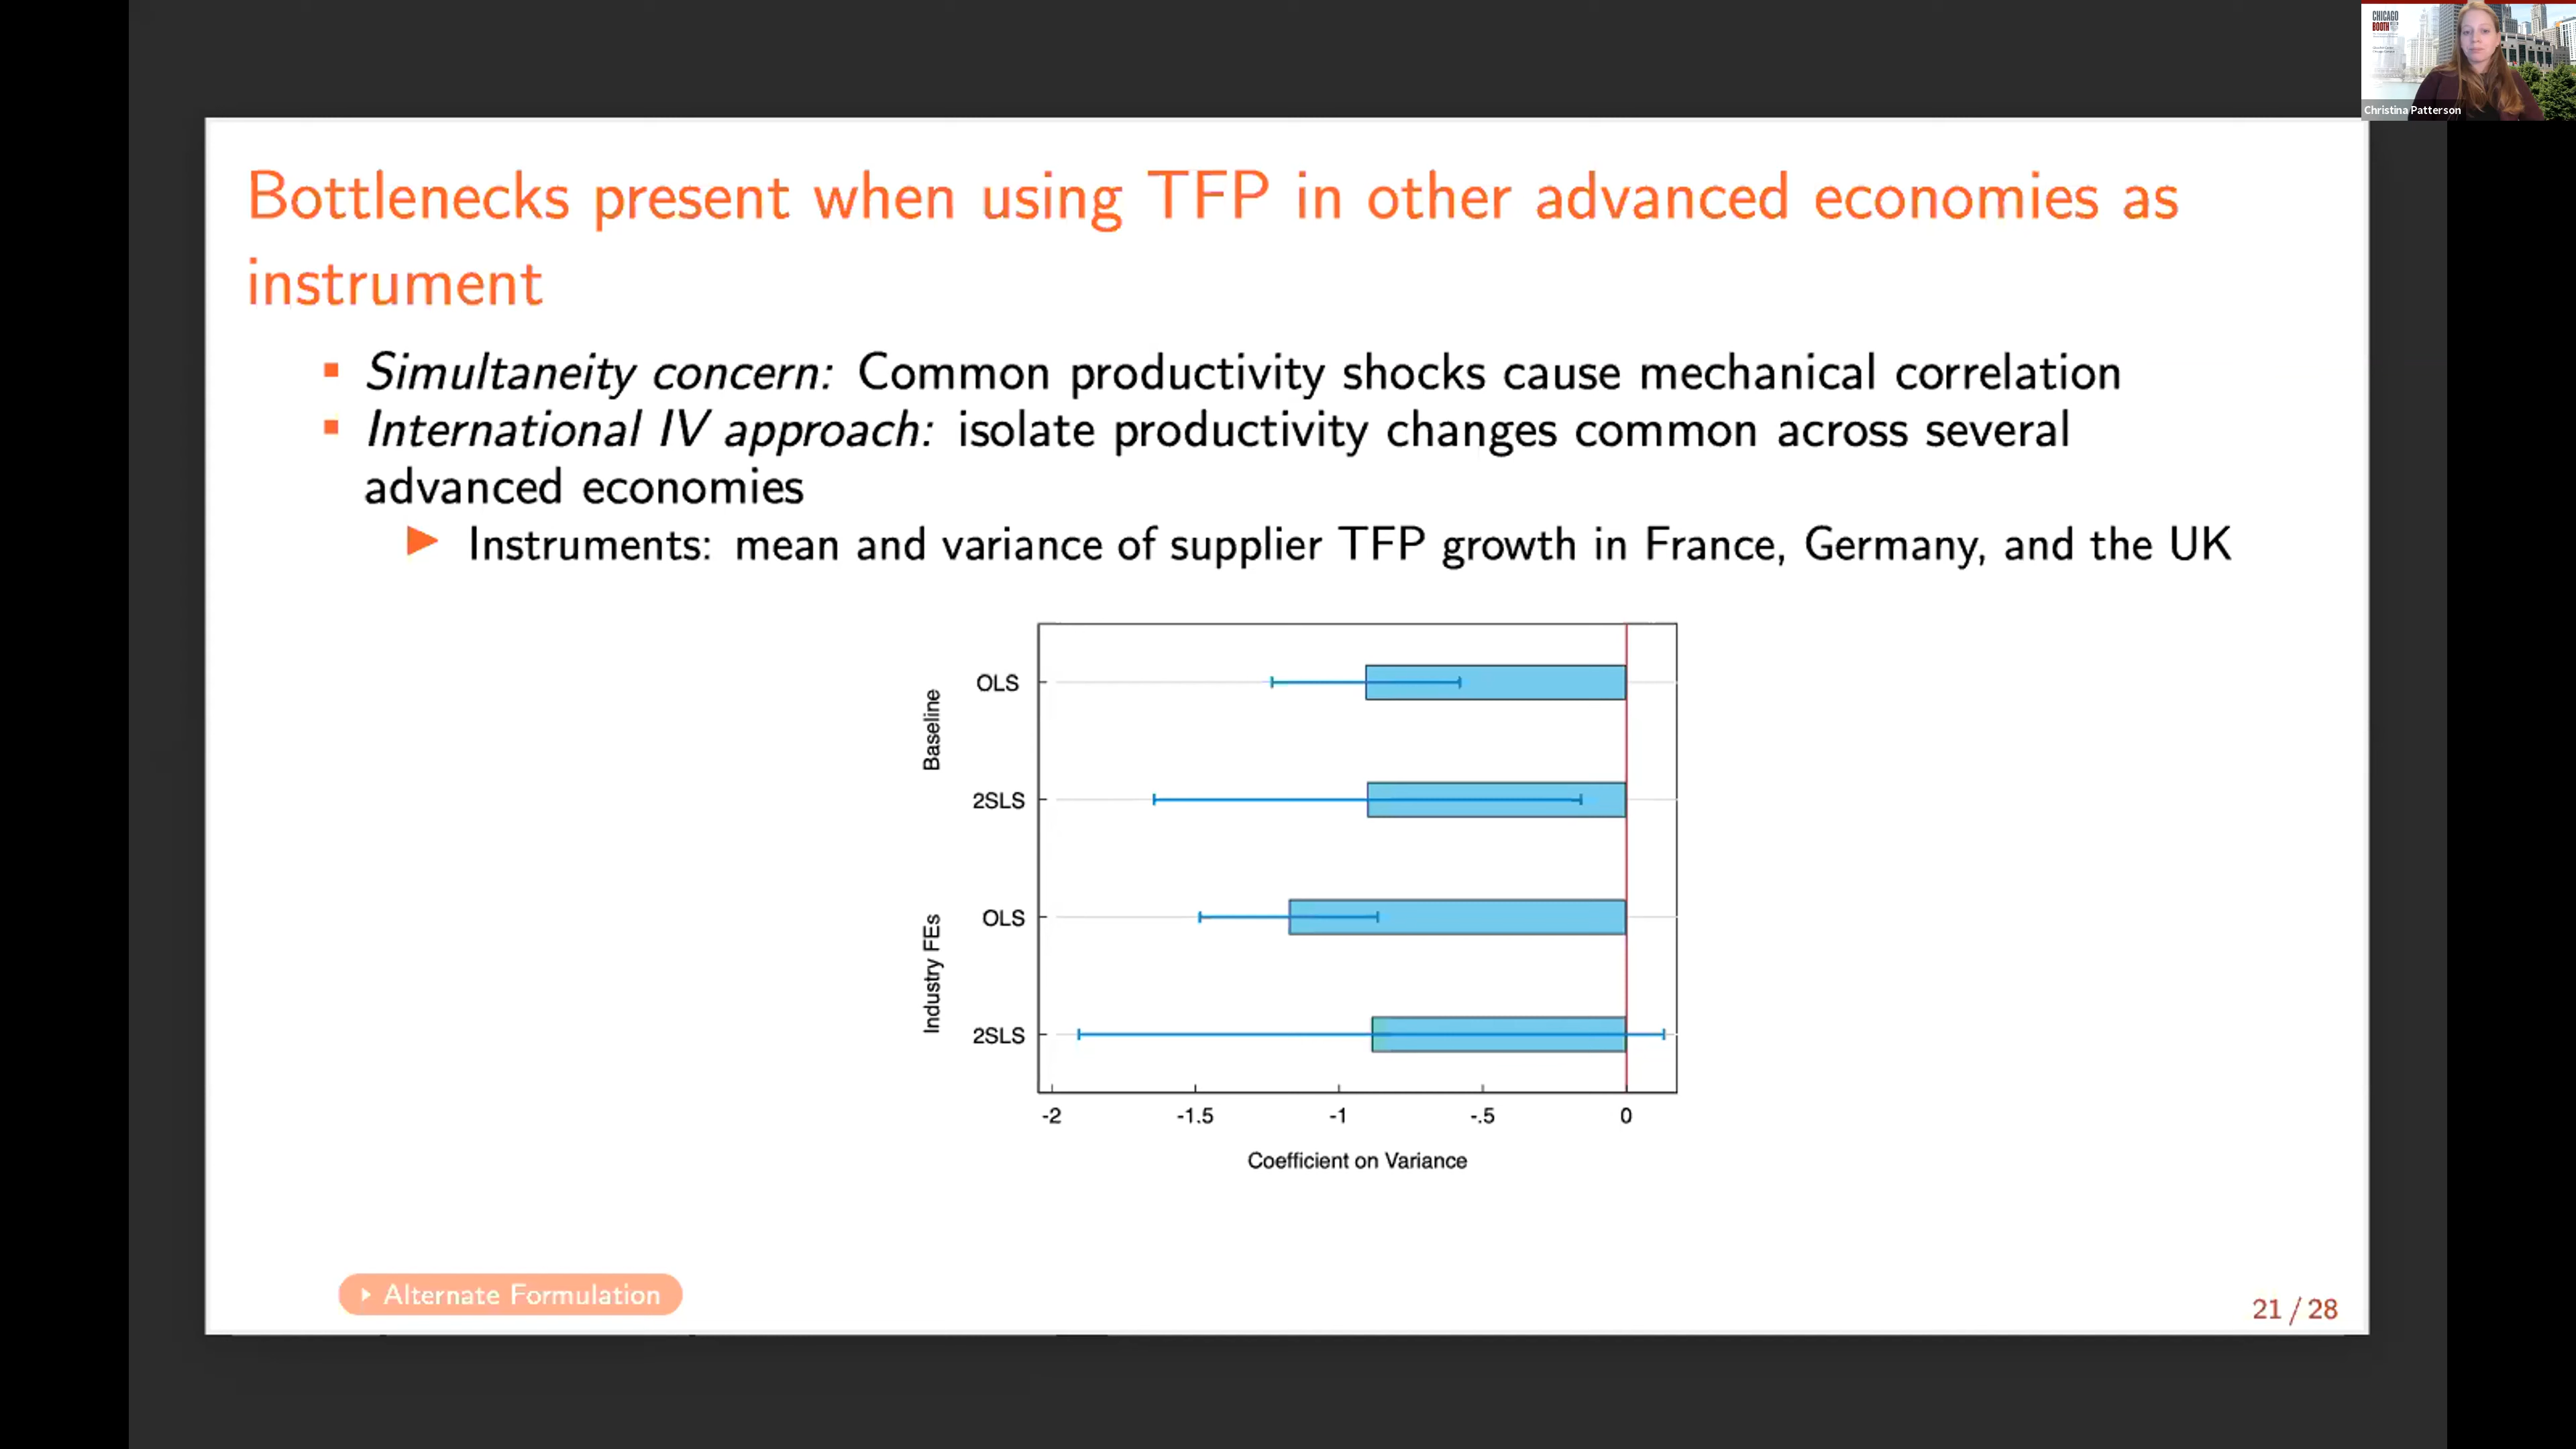 CHICAGO
BOOTH
Christina Patterson
Bottlenecks present when using TFP in other advanced economies as
instrument
Simultaneity concern: Common productivity shocks cause mechanical correlation
International IV approach: isolate productivity changes common across several
advanced economies
Instruments: mean and variance of supplier TFP growth in France, Germany, and the UK
Baseline
OLS
2SLS
Industry FEs
OLS
2SLS
-2 -1.5 -1 -.5 0
Coefficient on Variance
Alternate Formulation
21 / 28